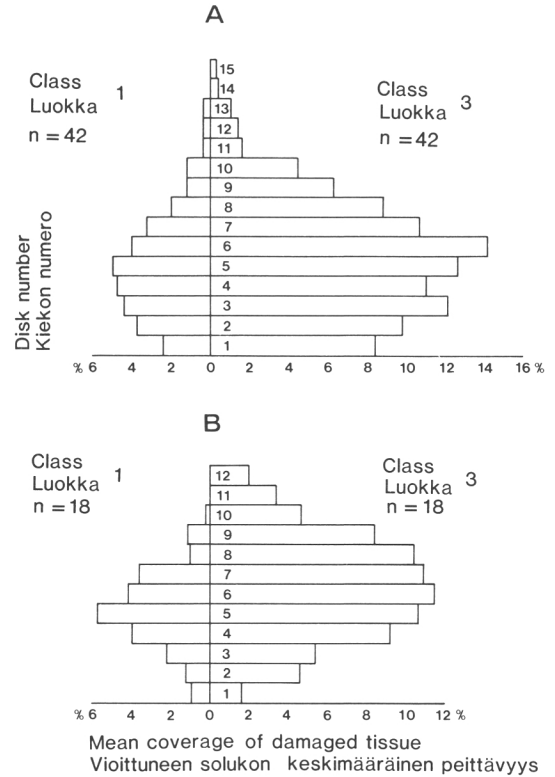 A
Class 1
Luokka
n = 42
Class 3
Luokka
n = 42
15
14
13
12
11
10
9
8
7
6
5
4
3
2
1
Disk number
Kiekon numero
% 6 4 2 0 2 4 6 8 10 12 14 16 %
B
Class 1
Luokka
n = 18
Class 3
Luokka
n = 18
12
11
10
9
8
7
6
5
4
3
2
1
% 6 4 2 0 2 4 6 8 10 12 %
Mean coverage of damaged tissue
Vioittuneen solukon keskimääräinen peittävyys